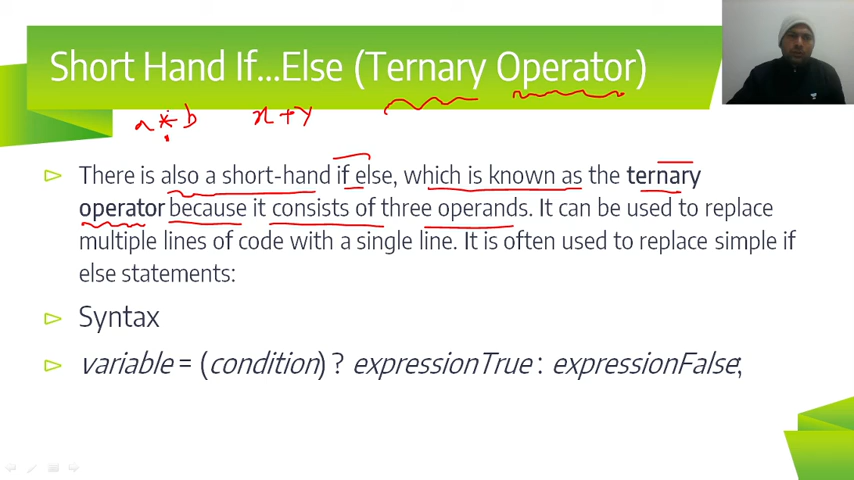 Short Hand If...Else (Ternary Operator)
a * b x + y
There is also a short-hand if else, which is known as the ternary
operator because it consists of three operands. It can be used to replace
multiple lines of code with a single line. It is often used to replace simple if
else statements:
Syntax
variable = (condition) ? expressionTrue : expressionFalse;